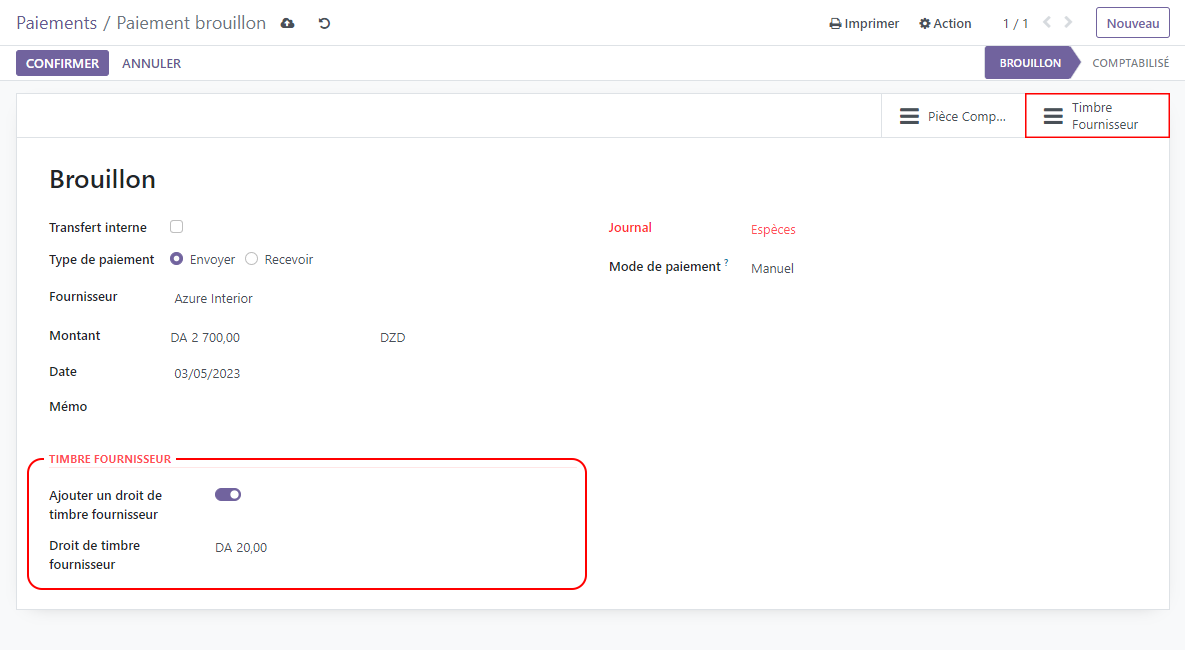 Paiements / Paiement brouillon
Imprimer
Action
1 / 1
Nouveau
CONFIRMER
ANNULER
BROUILLON
COMPTABILISÉ
Pièce Comp...
Timbre
Fournisseur
Brouillon
Transfert interne
Type de paiement
Envoyer
Recevoir
Fournisseur
Azure Interior
Montant
DA 2 700,00
DZD
Date
03/05/2023
Mémo
Journal
Espèces
Mode de paiement ?
Manuel
TIMBRE FOURNISSEUR
Ajouter un droit de
timbre fournisseur
Droit de timbre
fournisseur
DA 20,00